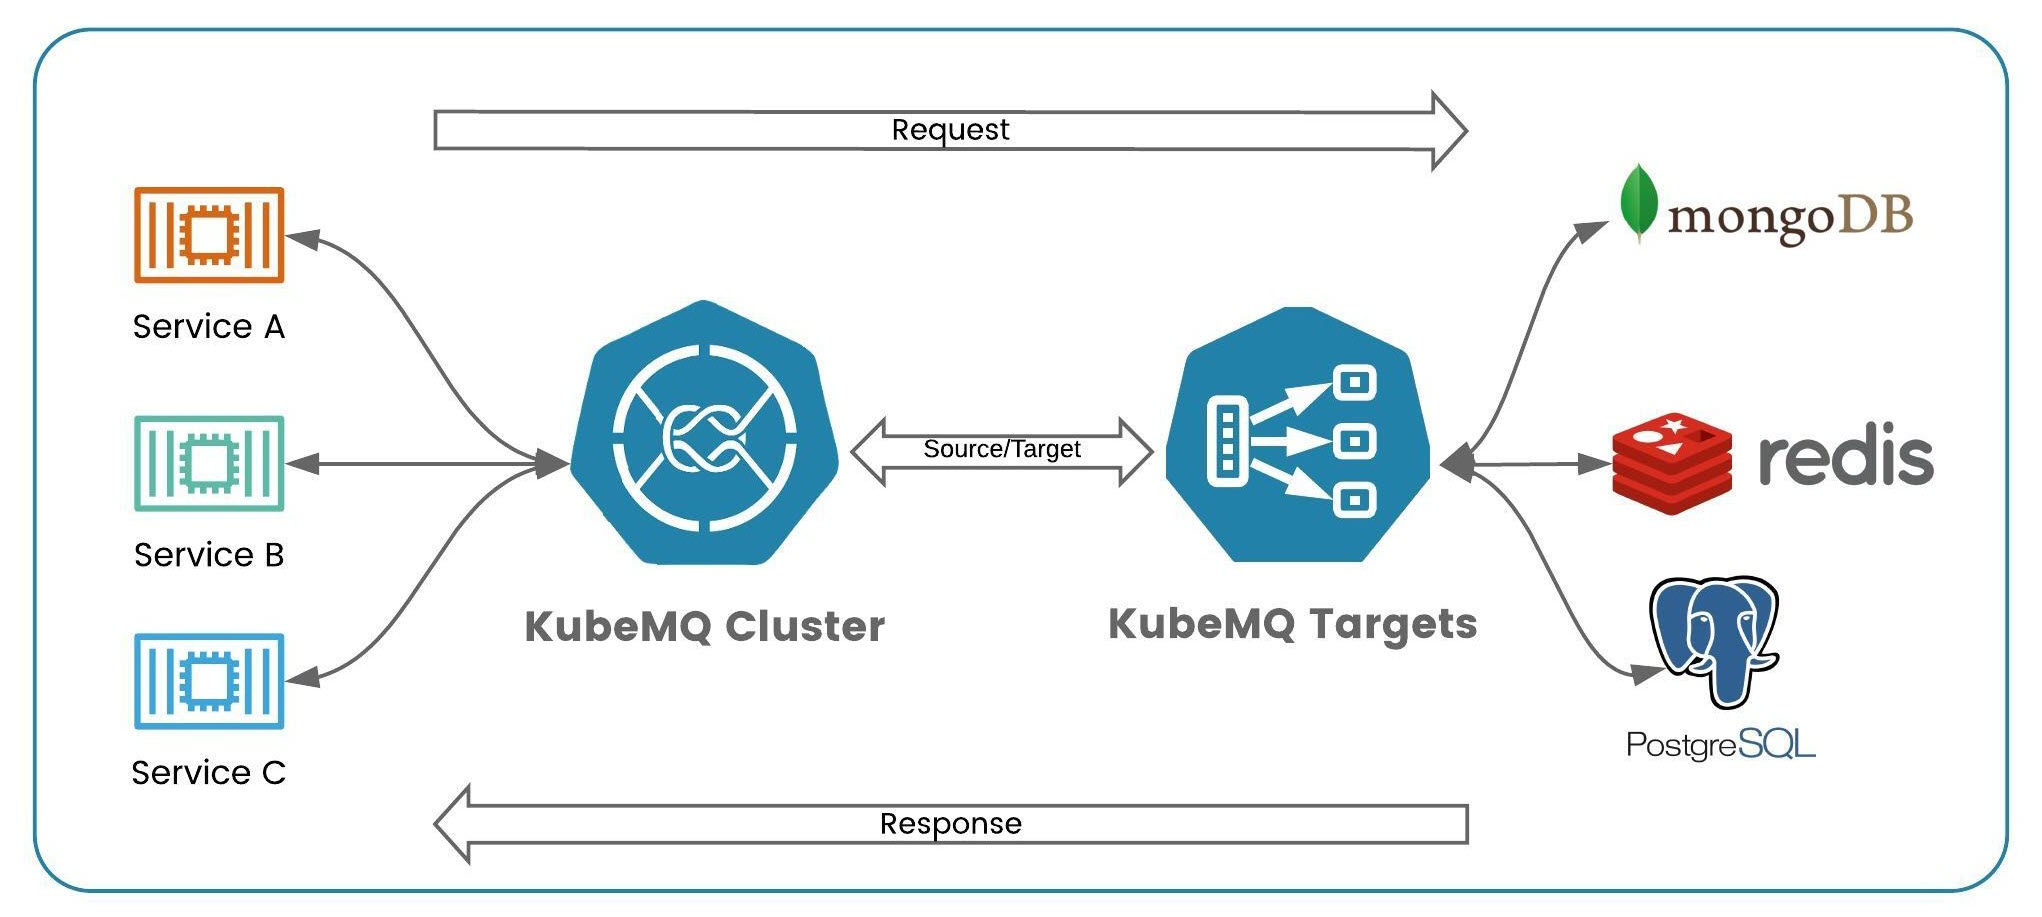 Request
Service A
Service B
Service C
KubeMQ Cluster
Source/Target
KubeMQ Targets
mongoDB
redis
PostgreSQL
Response